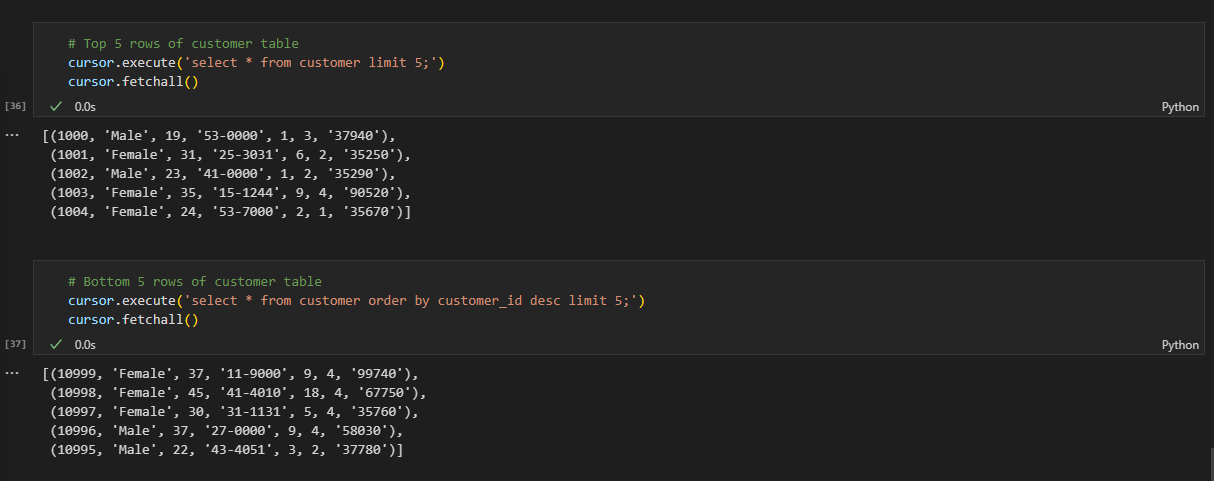 # Top 5 rows of customer table
cursor.execute('select * from customer limit 5;')
cursor.fetchall()
[36] 0.0s Python
... [(1000, 'Male', 19, '53-0000', 1, 3, '37940'),
(1001, 'Female', 31, '25-3031', 6, 2, '35250'),
(1002, 'Male', 23, '41-0000', 1, 2, '35290'),
(1003, 'Female', 35, '15-1244', 9, 4, '90520'),
(1004, 'Female', 24, '53-7000', 2, 1, '35670')]
# Bottom 5 rows of customer table
cursor.execute('select * from customer order by customer_id desc limit 5;')
cursor.fetchall()
[37] 0.0s Python
... [(10999, 'Female', 37, '11-9000', 9, 4, '99740'),
(10998, 'Female', 45, '41-4010', 18, 4, '67750'),
(10997, 'Female', 30, '31-1131', 5, 4, '35760'),
(10996, 'Male', 37, '27-0000', 9, 4, '58030'),
(10995, 'Male', 22, '43-4051', 3, 2, '37780')]